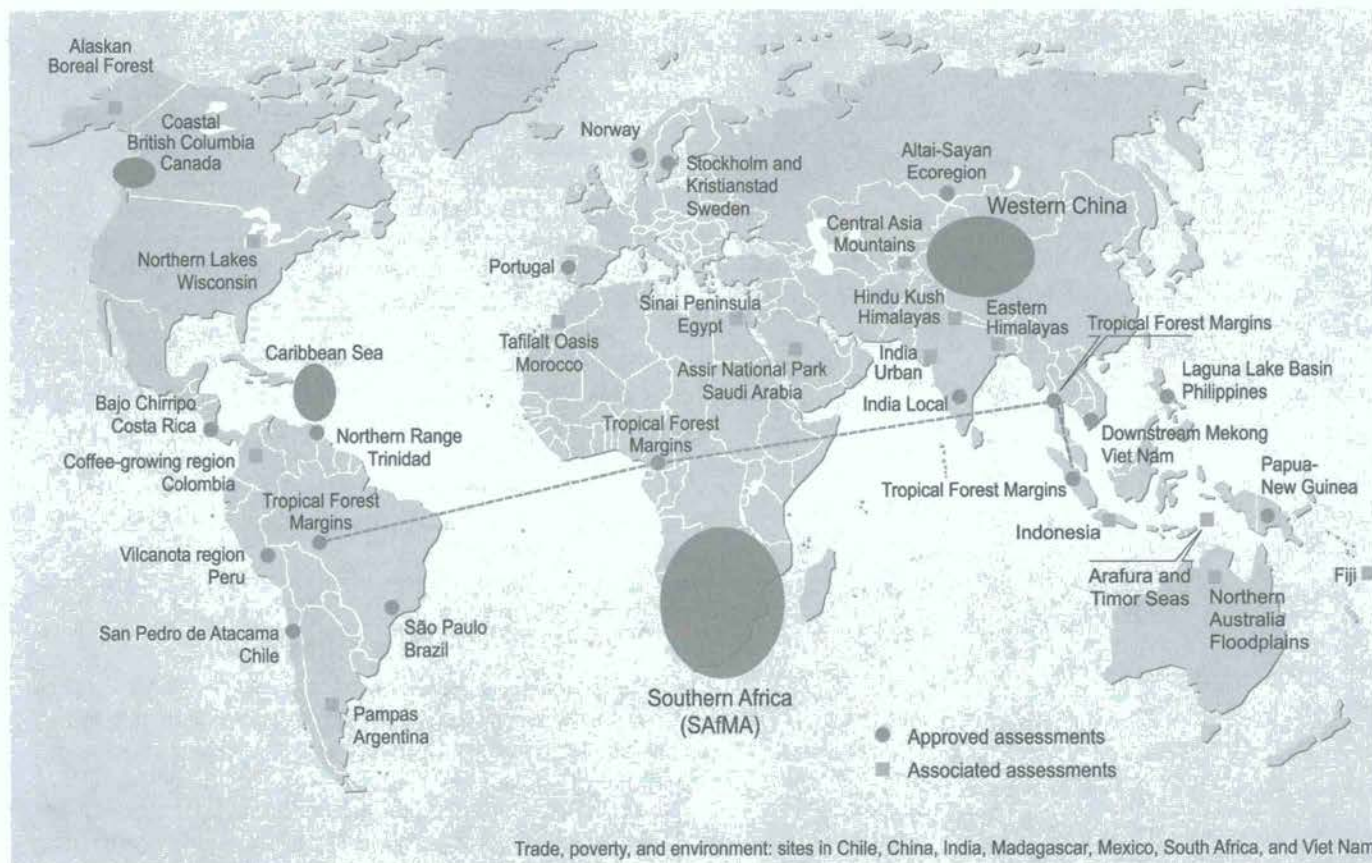 Alaskan
Boreal Forest
Coastal
British Columbia
Canada
Northern Lakes
Wisconsin
Norway
Stockholm and
Kristianstad
Sweden
Altai-Sayan
Ecoregion
Western China
Central Asia
Mountains
Portugal
Sinai Peninsula
Egypt
Hindu Kush
Himalayas
Eastern
Himalayas
Tropical Forest Margins
Caribbean Sea
Tafilalt Oasis
Morocco
Assir National Park
Saudi Arabia
India
Urban
Laguna Lake Basin
Philippines
Bajo Chirripo
Costa Rica
India Local
Northern Range
Trinidad
Tropical Forest
Margins
Downstream Mekong
Viet Nam
Coffee-growing region
Colombia
Tropical Forest Margins
Papua-
New Guinea
Tropical Forest
Margins
Indonesia
Vilcanota region
Peru
Arafura and
Timor Seas
Fiji
Northern
Australia
Floodplains
San Pedro de Atacama
Chile
São Paulo
Brazil
Southern Africa
(SAfMA)
Pampas
Argentina
Approved assessments
Associated assessments
Trade, poverty, and environment: sites in Chile, China, India, Madagascar, Mexico, South Africa, and Viet Nam